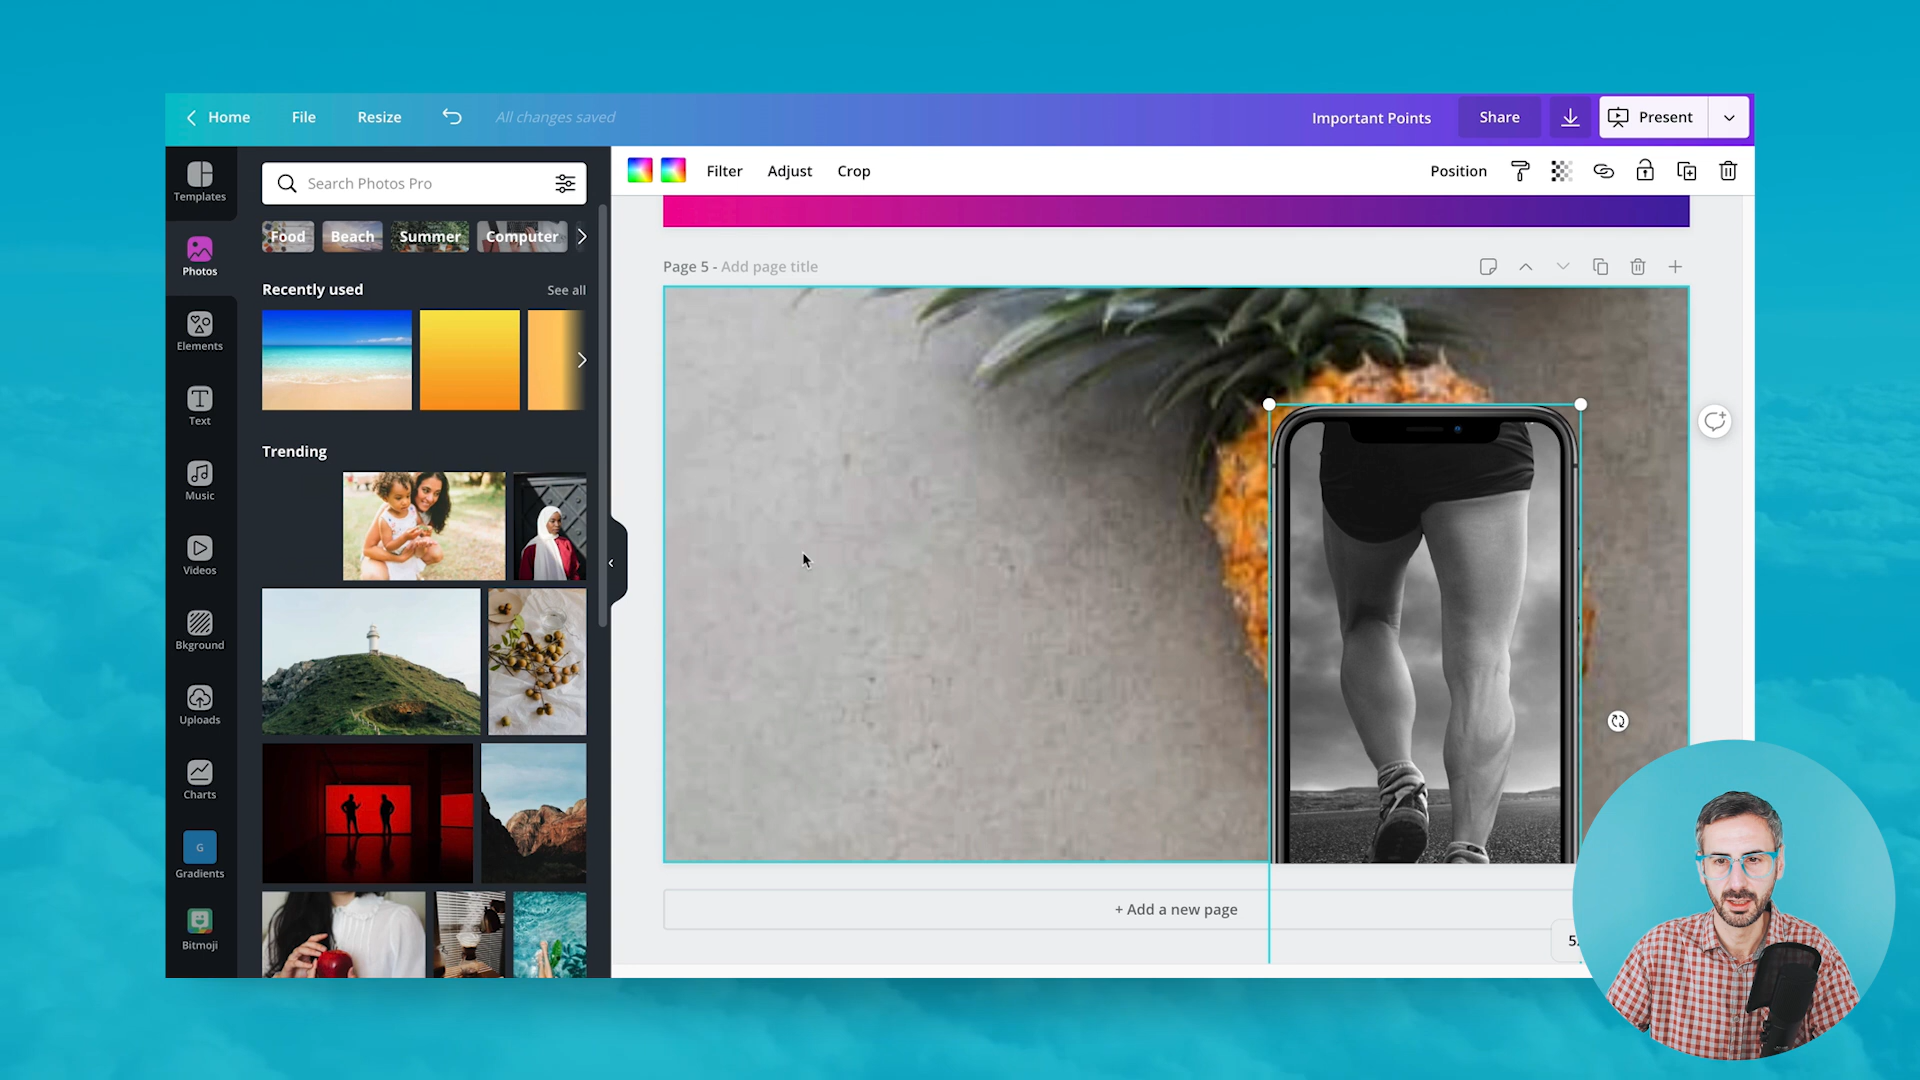 Home File Resize All changes saved Important Points Share Present
Templates
Photos
Elements
Text
Music
Videos
Bkground
Uploads
Charts
G
Gradients
Bitmoji
Search Photos Pro
Food Beach Summer Computer
Recently used See all
Trending
Filter Adjust Crop Position
Page 5 - Add page title
+ Add a new page